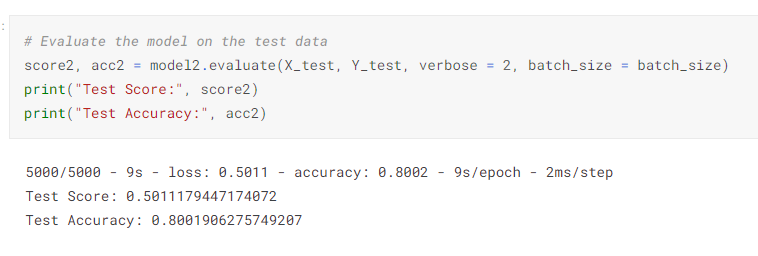 :
# Evaluate the model on the test data
score2, acc2 = model2.evaluate(X_test, Y_test, verbose = 2, batch_size = batch_size)
print("Test Score:", score2)
print("Test Accuracy:", acc2)
5000/5000 - 9s - loss: 0.5011 - accuracy: 0.8002 - 9s/epoch - 2ms/step
Test Score: 0.5011179447174072
Test Accuracy: 0.8001906275749207